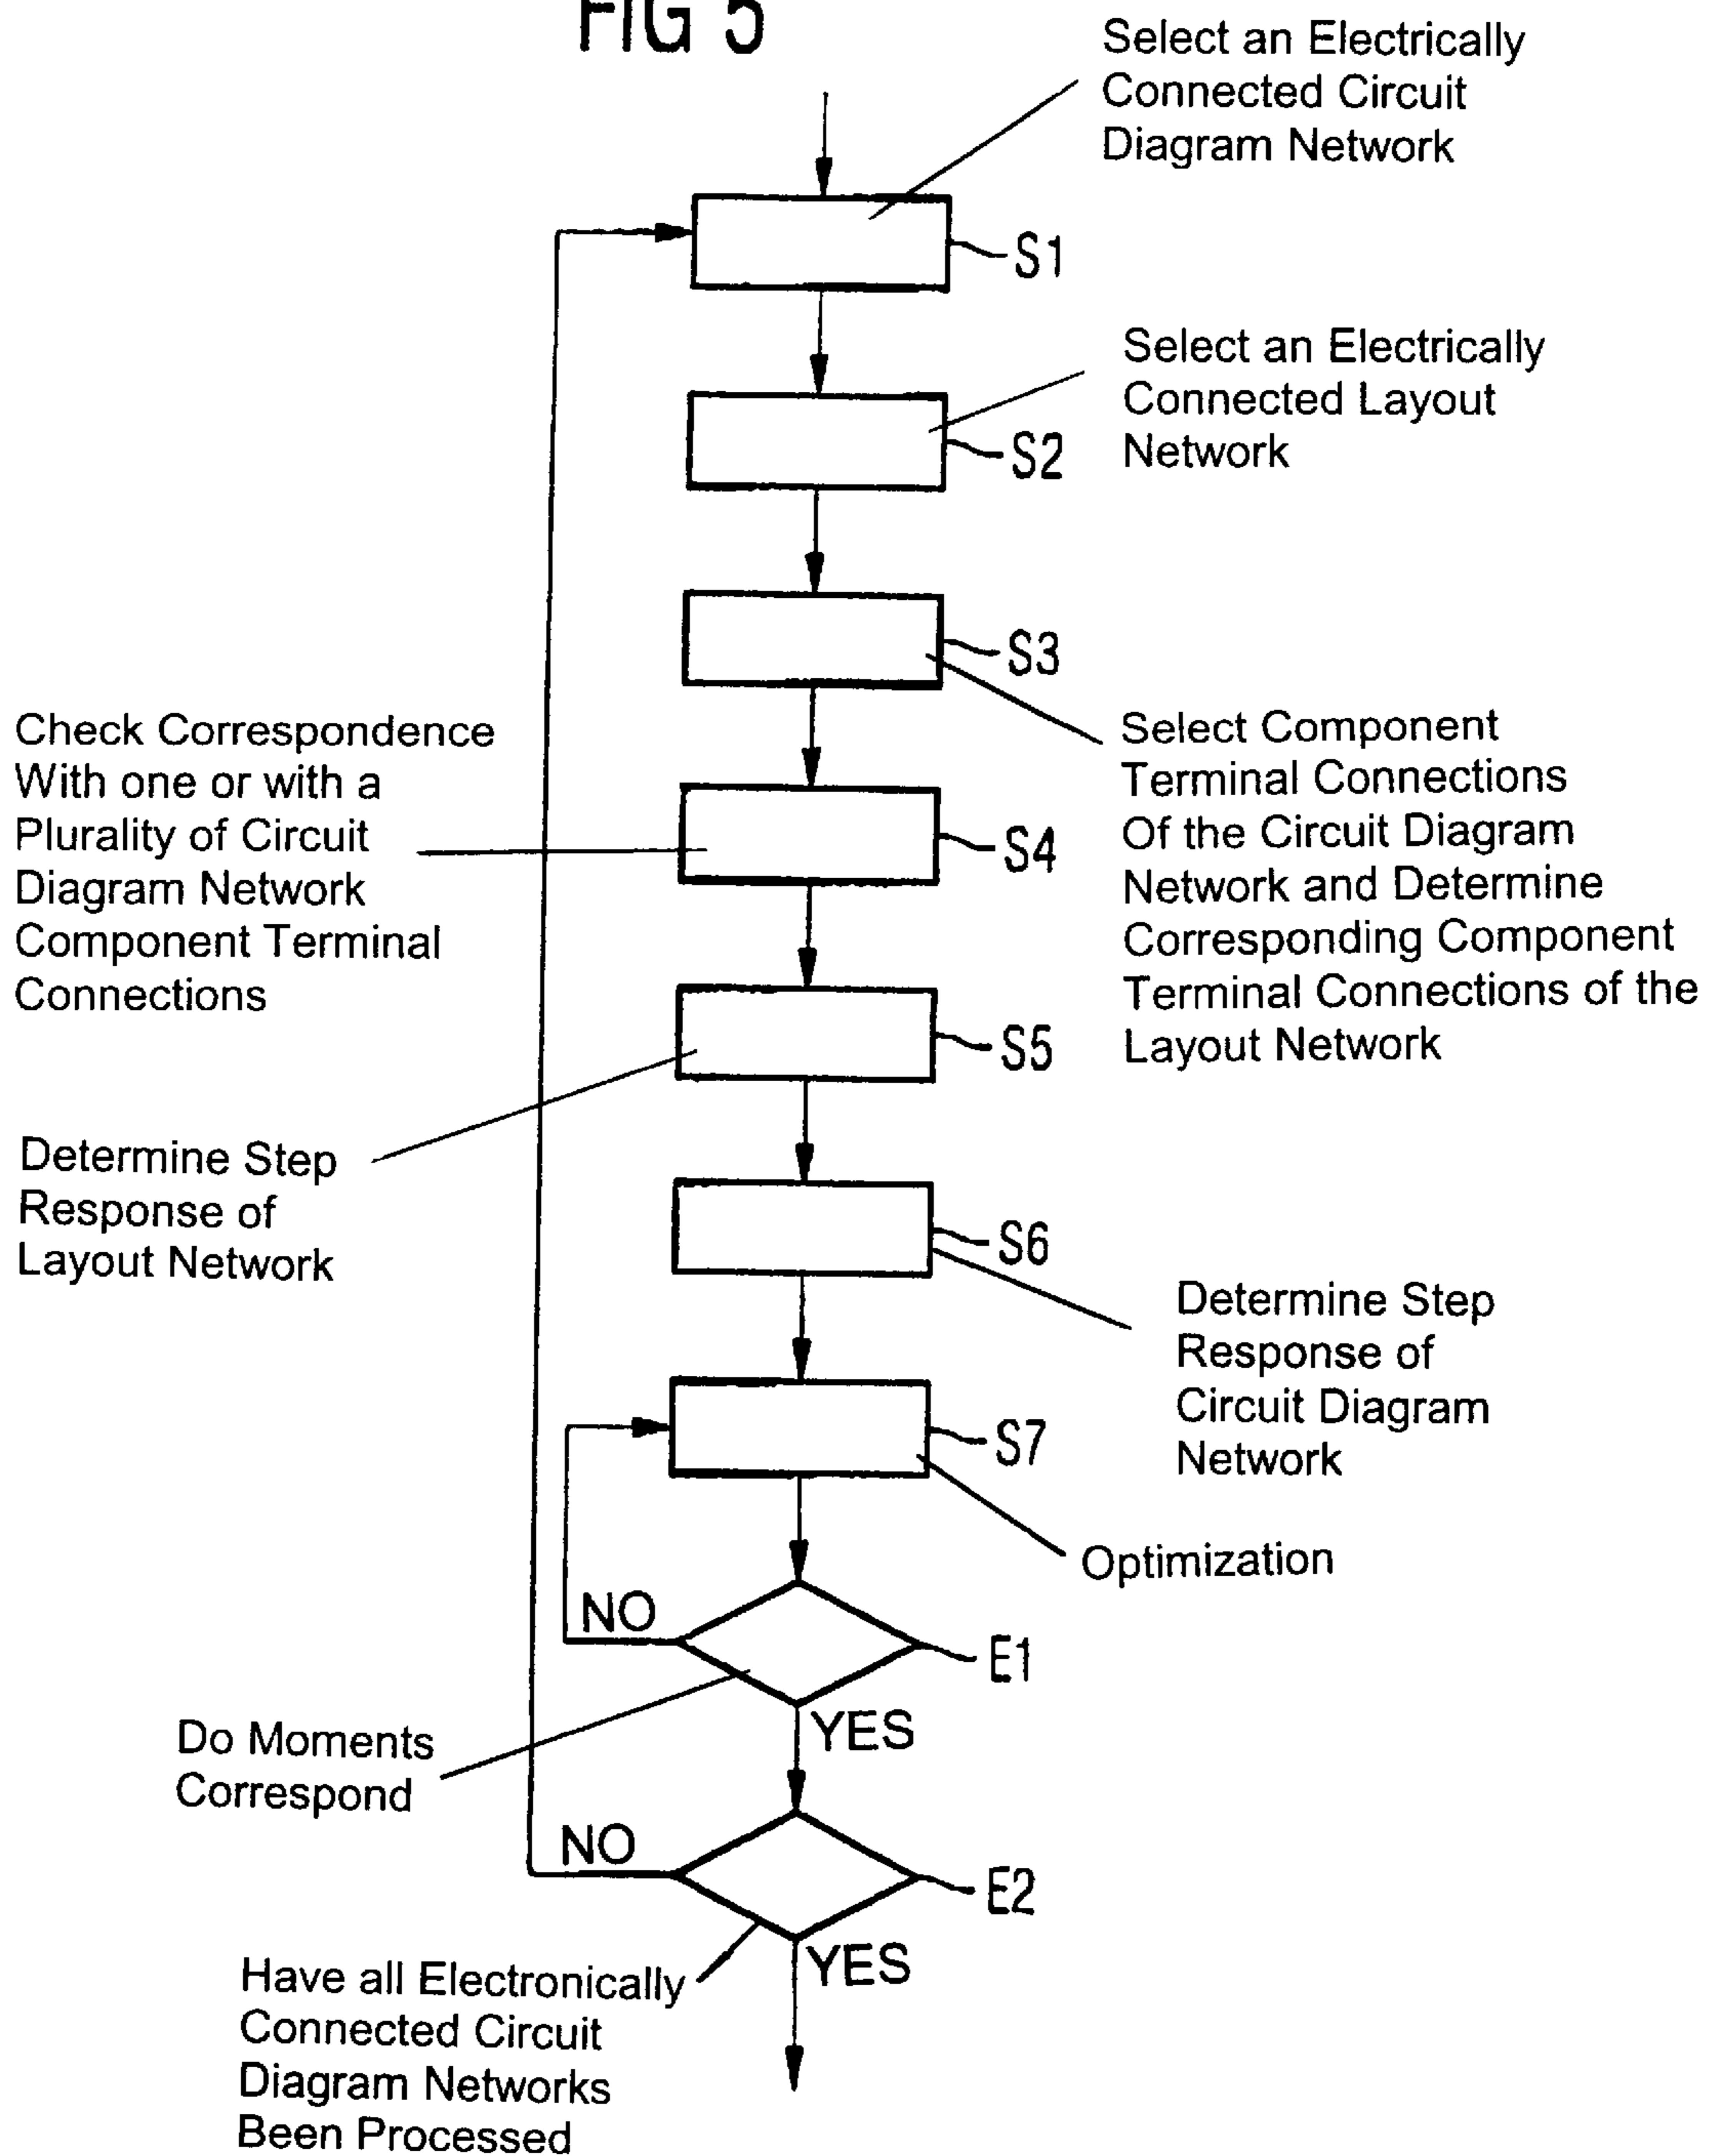 FIG 5
Select an Electrically
Connected Circuit
Diagram Network
S1
Select an Electrically
Connected Layout
Network
S2
S3
Select Component
Terminal Connections
Of the Circuit Diagram
Network and Determine
Corresponding Component
Terminal Connections of the
Layout Network
Check Correspondence
With one or with a
Plurality of Circuit
Diagram Network
Component Terminal
Connections
S4
S5
Determine Step
Response of
Layout Network
S6
Determine Step
Response of
Circuit Diagram
Network
S7
Optimization
NO
E1
YES
Do Moments
Correspond
NO
E2
YES
Have all Electronically
Connected Circuit
Diagram Networks
Been Processed